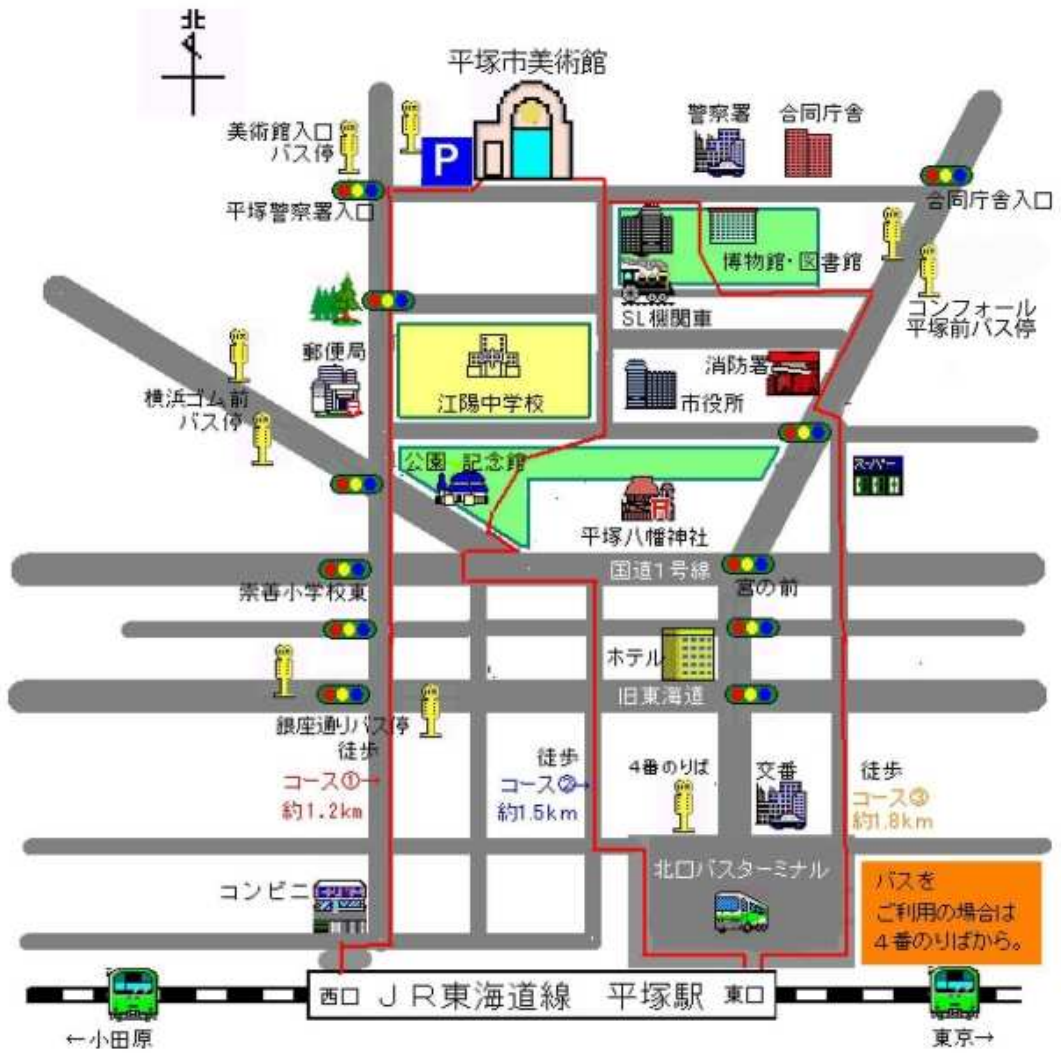 北
平塚市美術館
警察署
合同庁舎
美術館入口
バス停
P
平塚警察署入口
合同庁舎入口
博物館・図書館
SL機関車
コンフォール
平塚前バス停
郵便局
消防署
横浜ゴム前
バス停
江陽中学校
市役所
公園
記念館
スーパー
平塚八幡神社
国道1号線
崇善小学校東
宮の前
ホテル
旧東海道
銀座通りバス停
徒歩
コース①→
約1.2km
徒歩
コース②→
約1.5km
4番のりば
交番
徒歩
コース③
約1.8km
北口バスターミナル
コンビニ
バスを
ご利用の場合は
4番のりばから。
西口 JR東海道線 平塚駅 東口
←小田原
東京→